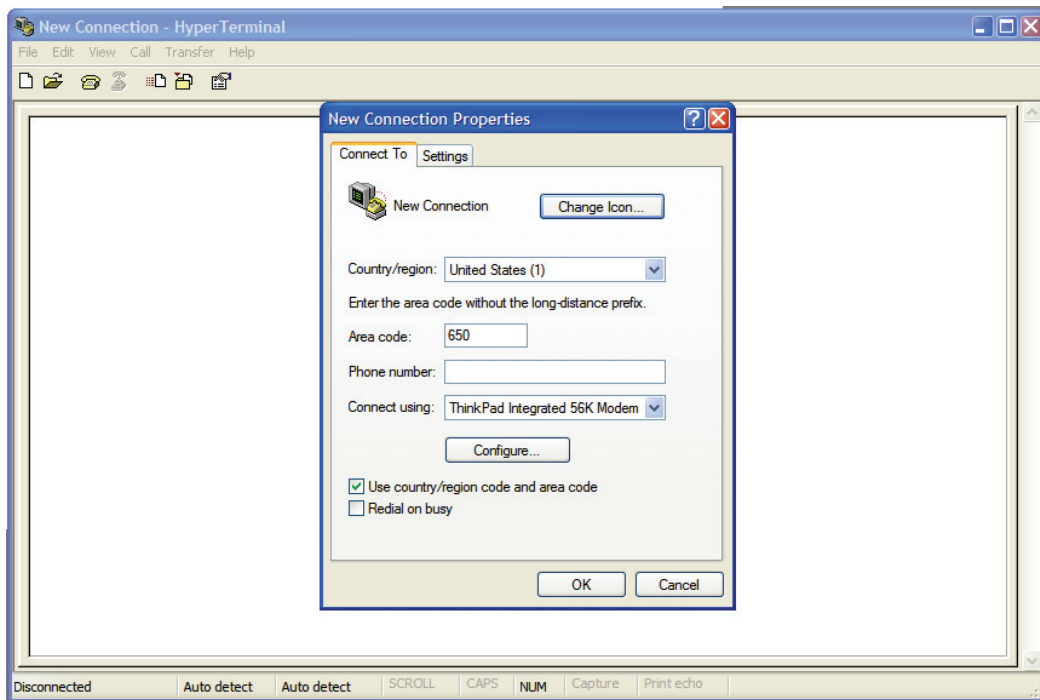 New Connection - HyperTerminal
File Edit View Call Transfer Help
New Connection Properties
Connect To Settings
New Connection Change Icon...
Country/region: United States (1)
Enter the area code without the long-distance prefix.
Area code: 650
Phone number:
Connect using: ThinkPad Integrated 56K Modem
Configure...
Use country/region code and area code
Redial on busy
OK Cancel
Disconnected Auto detect Auto detect SCROLL CAPS NUM Capture Print echo